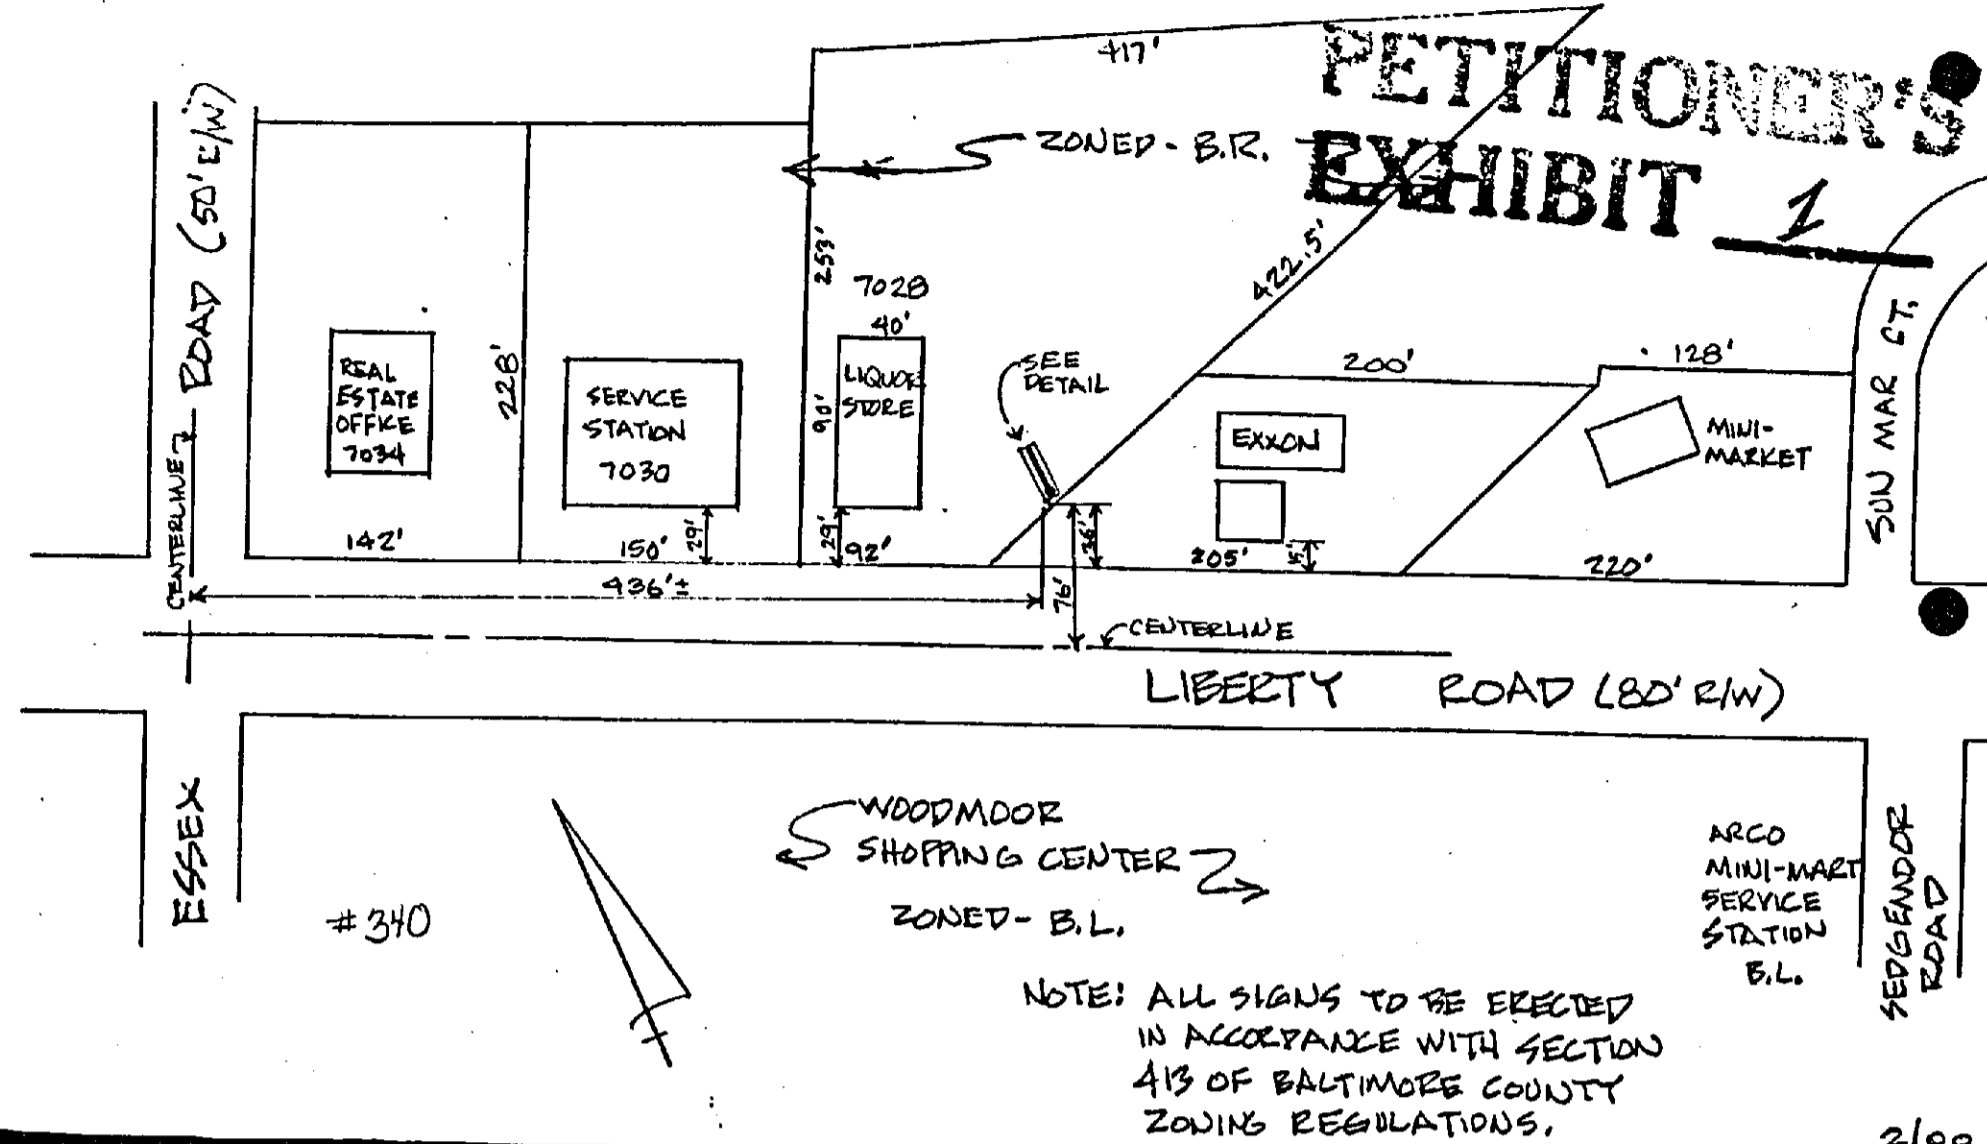 417'
PETITIONER'S
EXHIBIT 1
ZONED - B.R.
ROAD (50' R/W)
CENTERLINE
253'
422.5'
7028
40'
REAL
ESTATE
OFFICE
7034
228'
SERVICE
STATION
7030
90'
LIQUOR
STORE
SEE
DETAIL
200'
128'
EXXON
MINI-
MARKET
SUN MAR CT.
142'
150'
29'
29'
92'
36'
205'
15'
220'
436'±
76'
CENTERLINE
LIBERTY ROAD (80' R/W)
ESSEX
#340
WOODMOOR
SHOPPING CENTER
ZONED - B.L.
ARCO
MINI-MART
SERVICE
STATION
B.L.
SEDGEMOOR
ROAD
NOTE: ALL SIGNS TO BE ERECTED
IN ACCORDANCE WITH SECTION
413 OF BALTIMORE COUNTY
ZONING REGULATIONS.